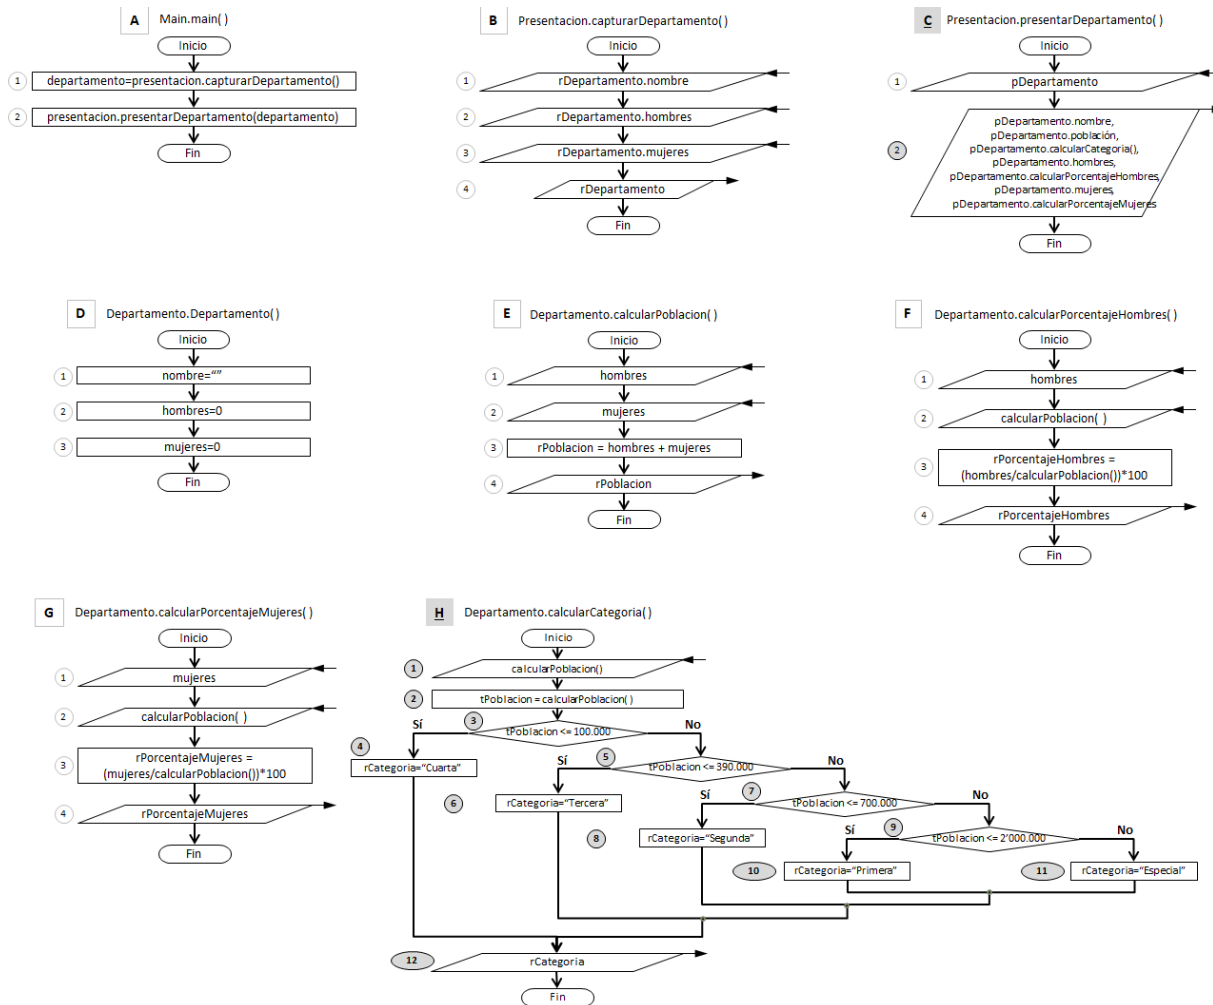 A Main.main( )
Inicio
1 departamento=presentacion.capturarDepartamento()
2 presentacion.presentarDepartamento(departamento)
Fin
B Presentacion.capturarDepartamento( )
Inicio
1 rDepartamento.nombre
2 rDepartamento.hombres
3 rDepartamento.mujeres
4 rDepartamento
Fin
C Presentacion.presentarDepartamento( )
Inicio
1 pDepartamento
2 pDepartamento.nombre,
pDepartamento.población,
pDepartamento.calcularCategoria(),
pDepartamento.hombres,
pDepartamento.calcularPorcentajeHombres,
pDepartamento.mujeres,
pDepartamento.calcularPorcentajeMujeres
Fin
D Departamento.Departamento( )
Inicio
1 nombre=“”
2 hombres=0
3 mujeres=0
Fin
E Departamento.calcularPoblacion( )
Inicio
1 hombres
2 mujeres
3 rPoblacion = hombres + mujeres
4 rPoblacion
Fin
F Departamento.calcularPorcentajeHombres( )
Inicio
1 hombres
2 calcularPoblacion( )
3 rPorcentajeHombres =
(hombres/calcularPoblacion())*100
4 rPorcentajeHombres
Fin
G Departamento.calcularPorcentajeMujeres( )
Inicio
1 mujeres
2 calcularPoblacion( )
3 rPorcentajeMujeres =
(mujeres/calcularPoblacion())*100
4 rPorcentajeMujeres
Fin
H Departamento.calcularCategoria( )
Inicio
1 calcularPoblacion()
2 tPoblacion = calcularPoblacion( )
Sí 3 tPoblacion <= 100.000 No
4 rCategoria=“Cuarta”
Sí 5 tPoblacion <= 390.000 No
6 rCategoria=“Tercera”
Sí 7 tPoblacion <= 700.000 No
8 rCategoria=“Segunda”
Sí 9 tPoblacion <= 2’000.000 No
10 rCategoria=“Primera”
11 rCategoria=“Especial”
12 rCategoria
Fin